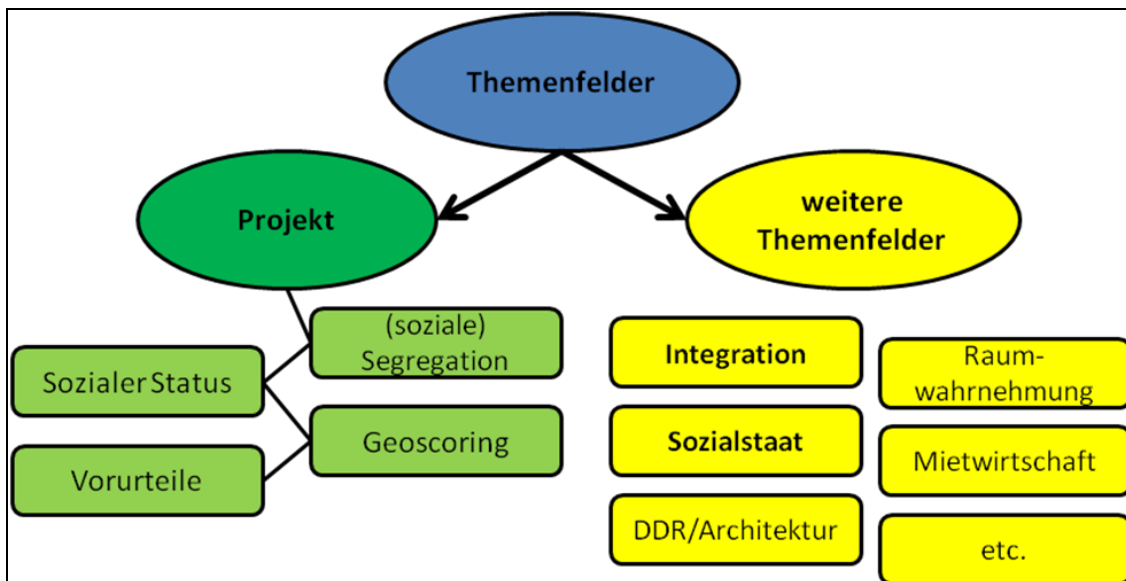 Themenfelder
Projekt
weitere
Themenfelder
(soziale)
Segregation
Sozialer Status
Geoscoring
Vorurteile
Integration
Raum-
wahrnehmung
Sozialstaat
Mietwirtschaft
DDR/Architektur
etc.